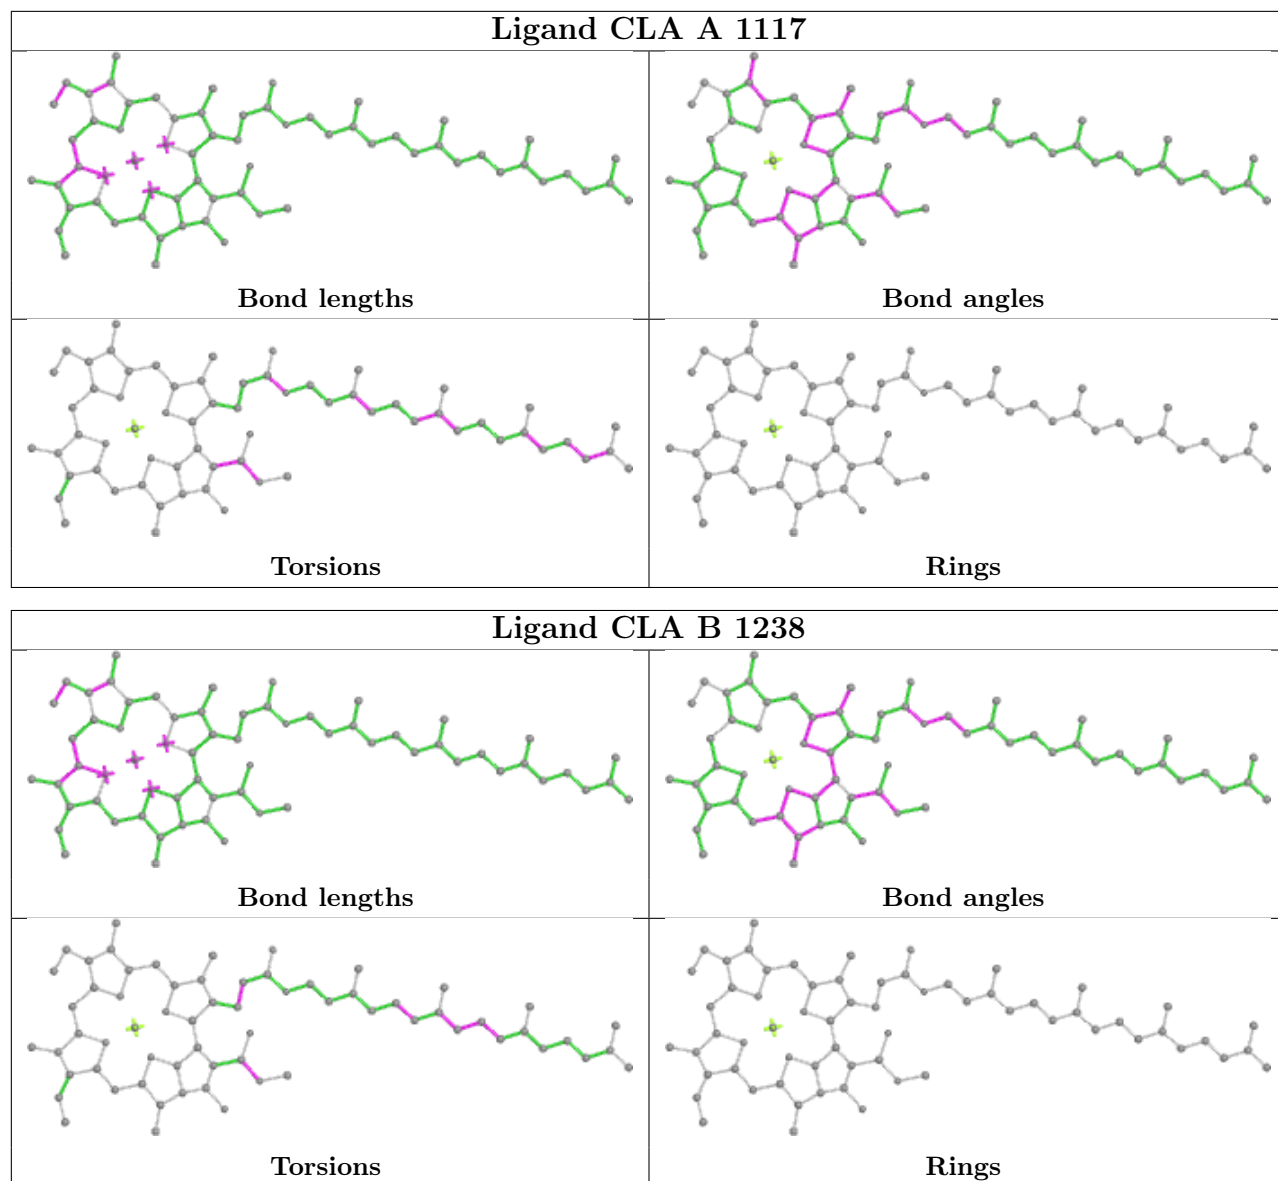 Ligand CLA A 1117
Bond lengths
Bond angles
Torsions
Rings
Ligand CLA B 1238
Bond lengths
Bond angles
Torsions
Rings